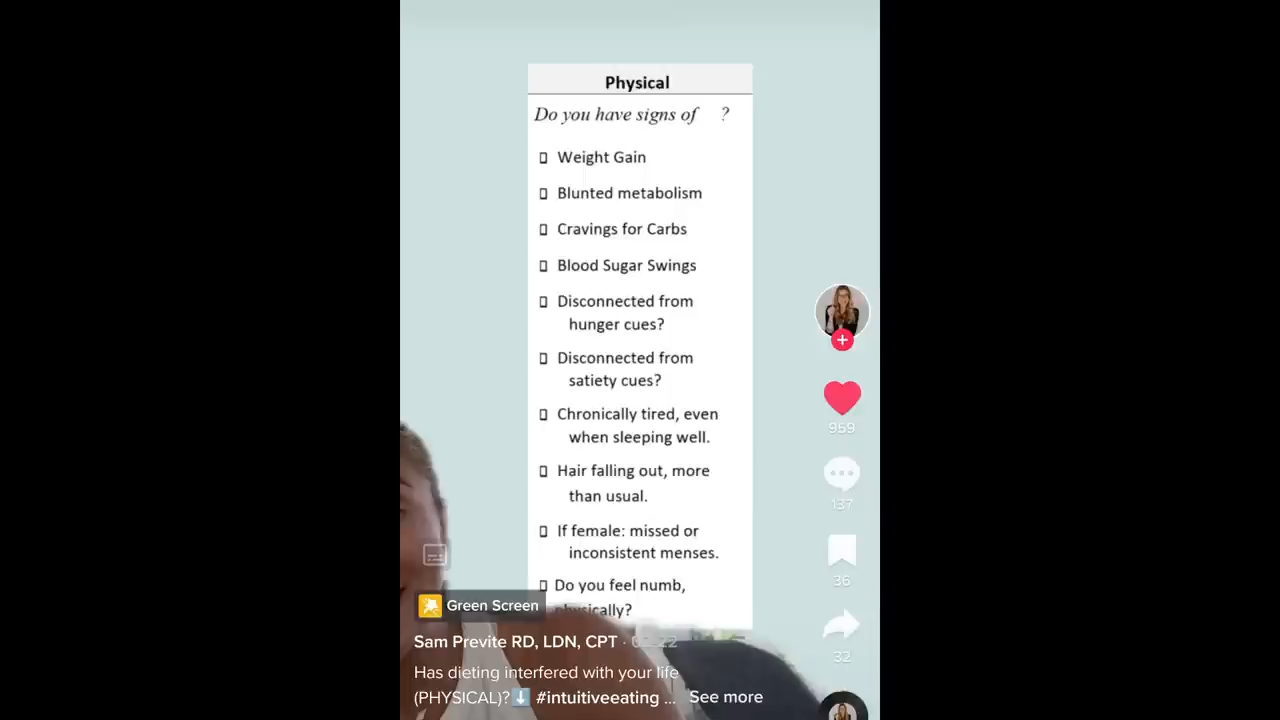 Physical
Do you have signs of ?
Weight Gain
Blunted metabolism
Cravings for Carbs
Blood Sugar Swings
Disconnected from
hunger cues?
Disconnected from
satiety cues?
Chronically tired, even
when sleeping well.
Hair falling out, more
than usual.
If female: missed or
inconsistent menses.
Do you feel numb,
physically?
959
137
36
32
Green Screen
Sam Previte RD, LDN, CPT ·
Has dieting interfered with your life
(PHYSICAL)?⬇️ #intuitiveeating ... See more